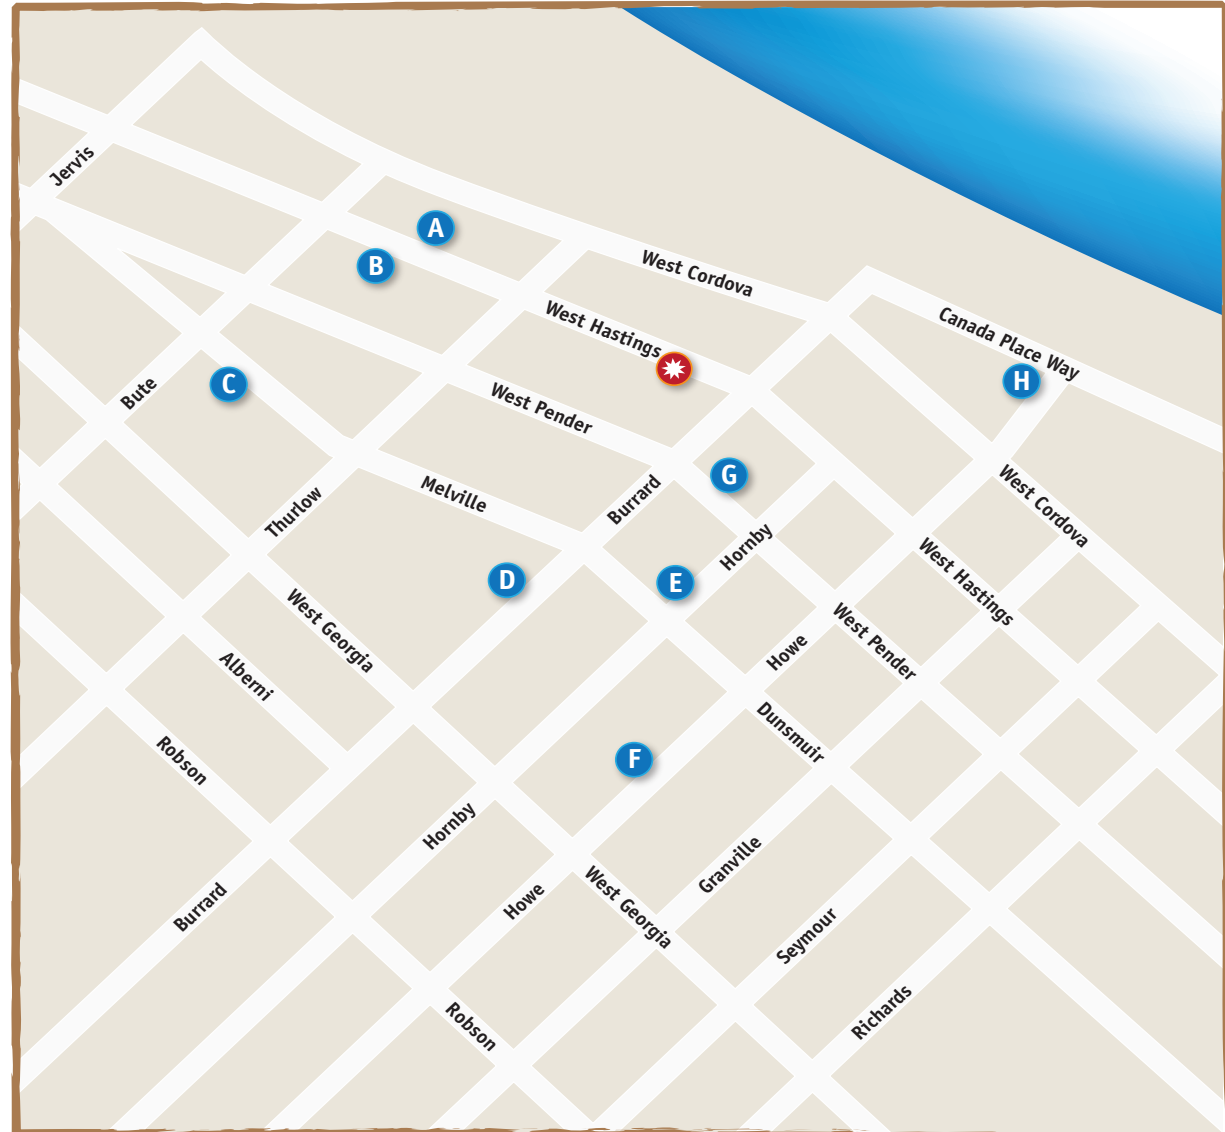 Jervis
A
B
West Cordova
West Hastings
Canada Place Way
H
C
Bute
West Pender
Thurlow
Melville
Burrard
G
West Cordova
Hornby
West Hastings
D
E
West Georgia
Alberni
Howe
West Pender
Dunsmuir
Robson
F
Hornby
Burrard
Howe
West Georgia
Granville
Seymour
Richards
Robson